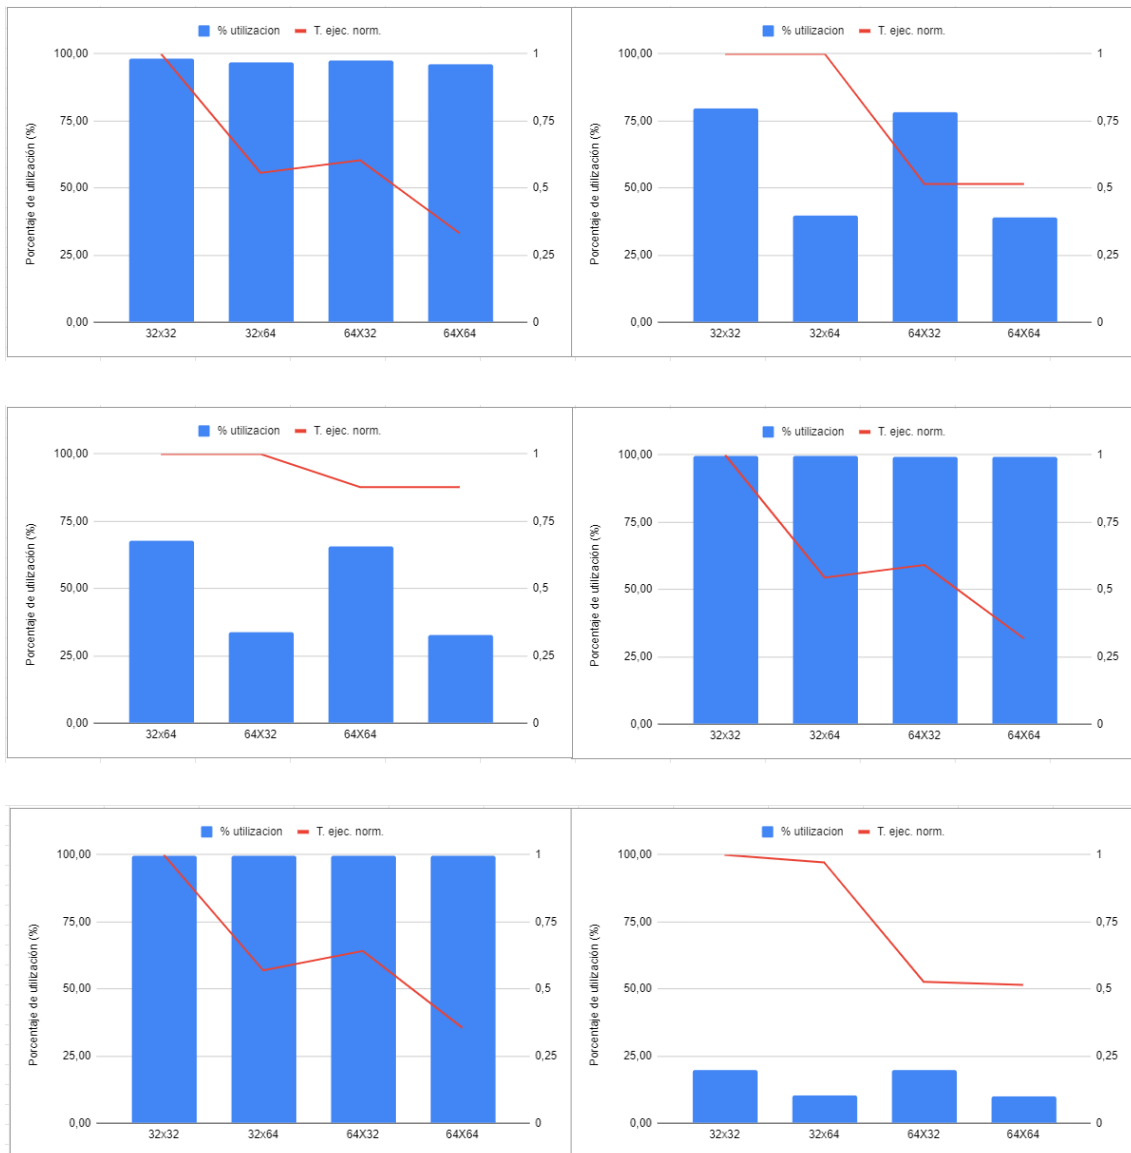 % utilizacion T. ejec. norm.
Porcentaje de utilización (%)
100,00 1
75,00 0,75
50,00 0,5
25,00 0,25
0,00 0
32x32 32x64 64X32 64X64
% utilizacion T. ejec. norm.
Porcentaje de utilización (%)
100,00 1
75,00 0,75
50,00 0,5
25,00 0,25
0,00 0
32x32 32x64 64X32 64X64
% utilizacion T. ejec. norm.
Porcentaje de utilización (%)
100,00 1
75,00 0,75
50,00 0,5
25,00 0,25
0,00 0
32x64 64X32 64X64
% utilizacion T. ejec. norm.
Porcentaje de utilización (%)
100,00 1
75,00 0,75
50,00 0,5
25,00 0,25
0,00 0
32x32 32x64 64X32 64X64
% utilizacion T. ejec. norm.
Porcentaje de utilización (%)
100,00 1
75,00 0,75
50,00 0,5
25,00 0,25
0,00 0
32x32 32x64 64X32 64X64
% utilizacion T. ejec. norm.
Porcentaje de utilización (%)
100,00 1
75,00 0,75
50,00 0,5
25,00 0,25
0,00 0
32x32 32x64 64X32 64X64